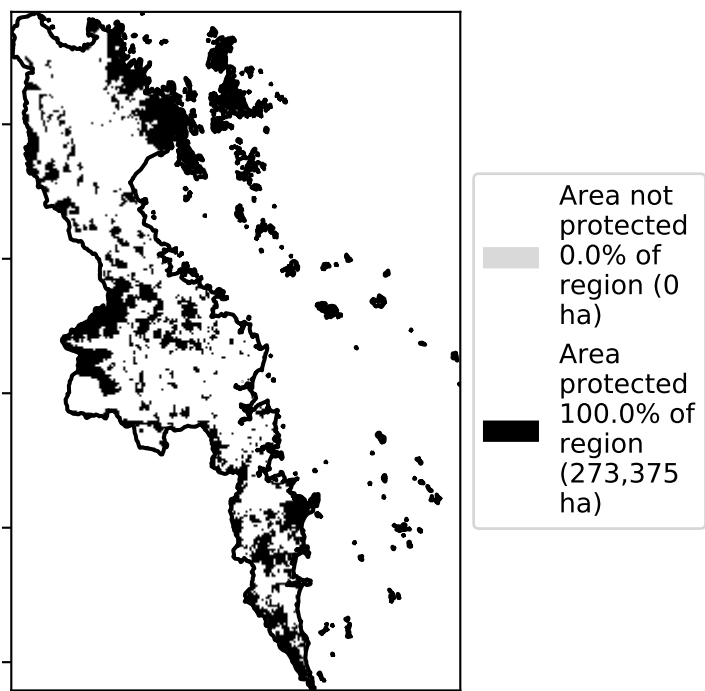 Area not
protected
0.0% of
region (0
ha)
Area
protected
100.0% of
region
(273,375
ha)